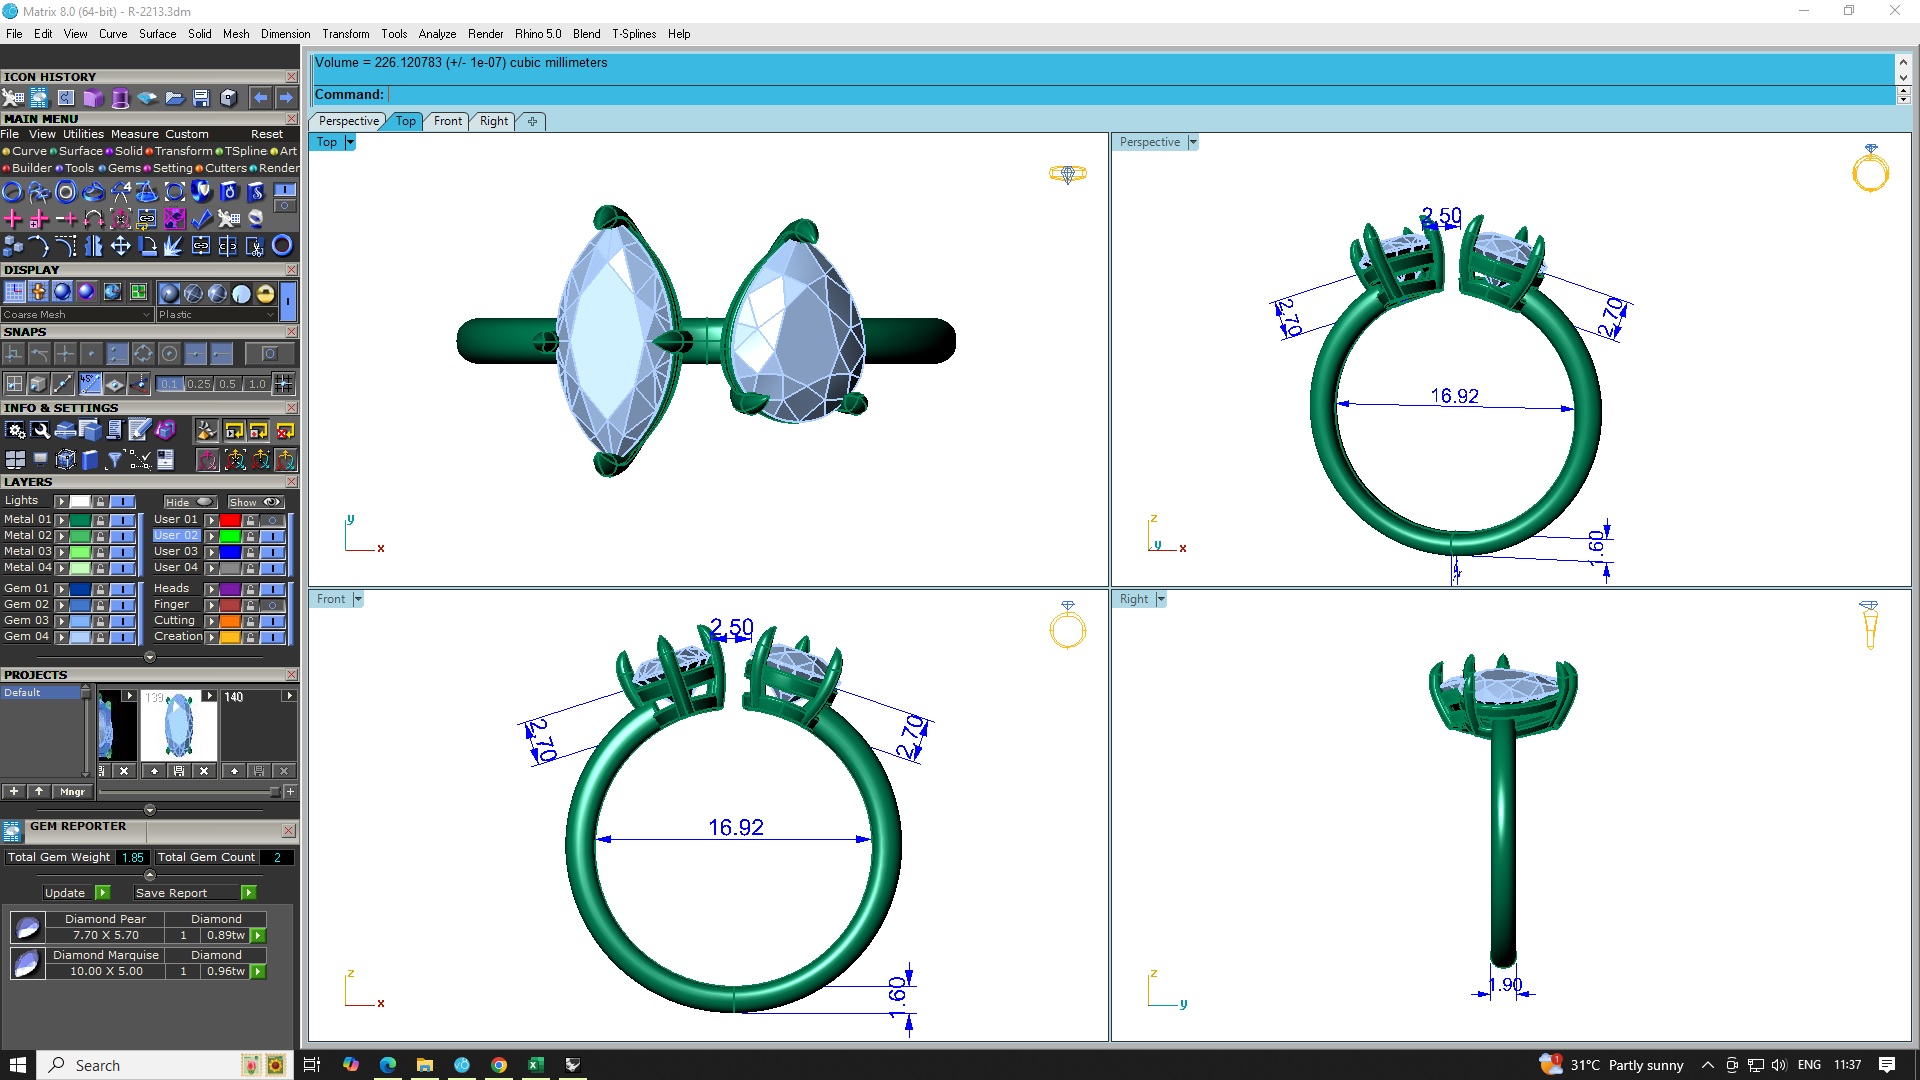 Matrix 8.0 (64-bit) - R-2213.3dm
File Edit View Curve Surface Solid Mesh Dimension Transform Tools Analyze Render Rhino 5.0 Blend T-Splines Help
ICON HISTORY
Volume = 226.120783 (+/- 1e-07) cubic millimeters
Command:
MAIN MENU
File View Utilities Measure Custom Reset
Curve Surface Solid Transform TSpline Art
Builder Tools Gems Setting Cutters Render
DISPLAY
Coarse Mesh Plastic
SNAPS
45°
0.1 0.25 0.5 1.0
INFO & SETTINGS
LAYERS
Lights Hide Show
Metal 01 User 01
Metal 02 User 02
Metal 03 User 03
Metal 04 User 04
Gem 01 Heads
Gem 02 Finger
Gem 03 Cutting
Gem 04 Creation
PROJECTS
Default 139 140
Mngr
GEM REPORTER
Total Gem Weight 1.85 Total Gem Count 2
Update Save Report
Diamond Pear Diamond
7.70 X 5.70 1 0.89tw
Diamond Marquise Diamond
10.00 X 5.00 1 0.96tw
Perspective Top Front Right
Top
y
x
Perspective
2.50
2.70
2.70
16.92
1.60
z
y x
Front
2.50
2.70
2.70
16.92
1.60
z
x
Right
1.90
z
y
Search
1
31°C Partly sunny
ENG
11:37